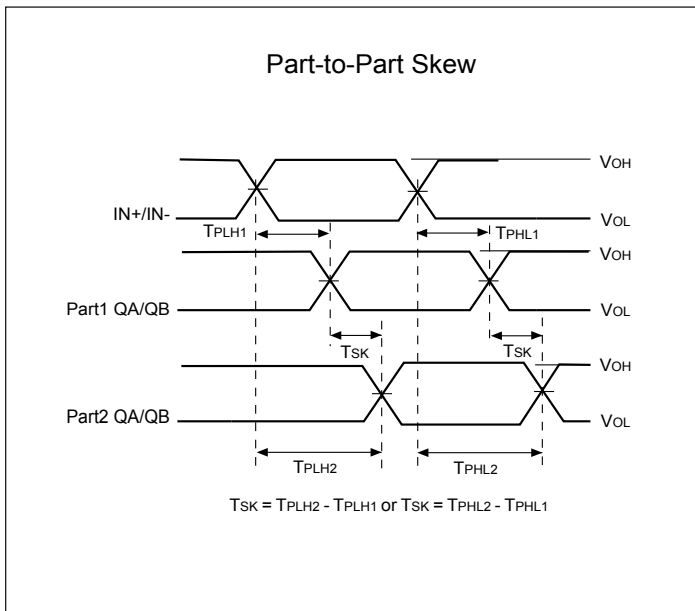 Part-to-Part Skew
VOH
IN+/IN-
VOL
TPLH1
TPHL1
VOH
Part1 QA/QB
VOL
TSK
TSK
VOH
Part2 QA/QB
VOL
TPLH2
TPHL2
TSK = TPLH2 - TPLH1 or TSK = TPHL2 - TPHL1